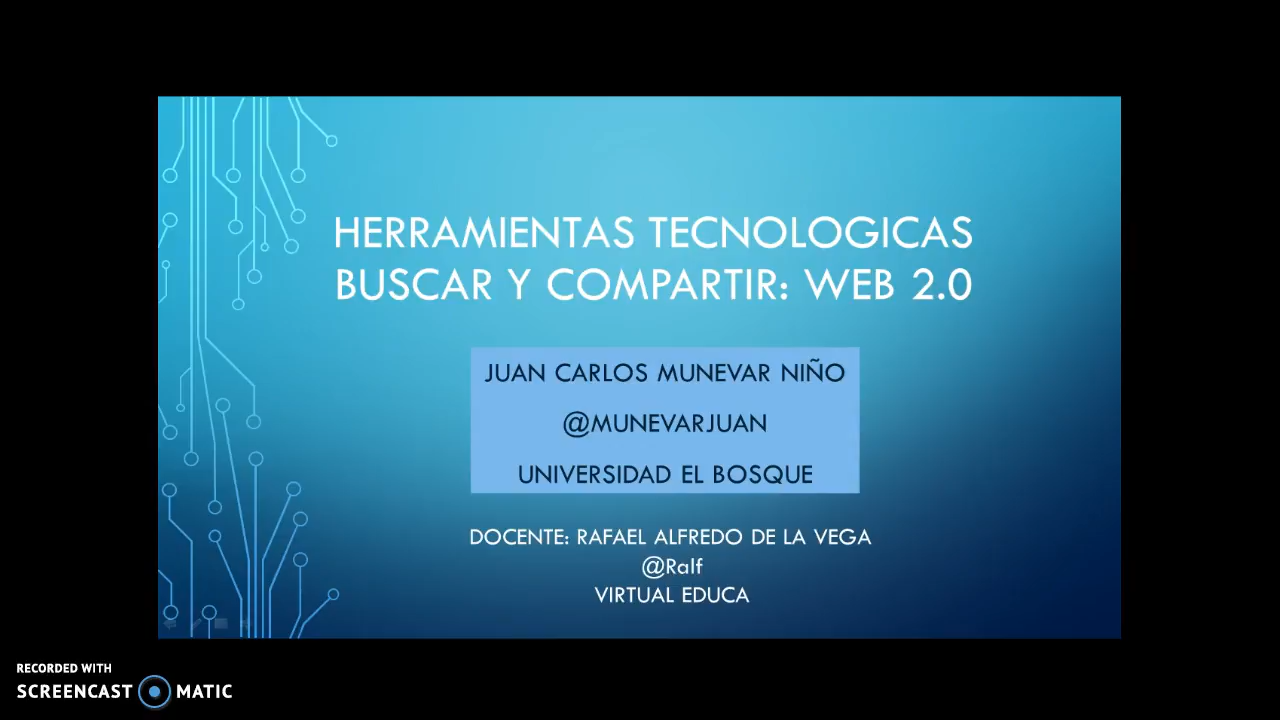 HERRAMIENTAS TECNOLOGICAS
BUSCAR Y COMPARTIR: WEB 2.0
JUAN CARLOS MUNEVAR NIÑO
@MUNEVARJUAN
UNIVERSIDAD EL BOSQUE
DOCENTE: RAFAEL ALFREDO DE LA VEGA
@Ralf
VIRTUAL EDUCA
RECORDED WITH
SCREENCAST MATIC